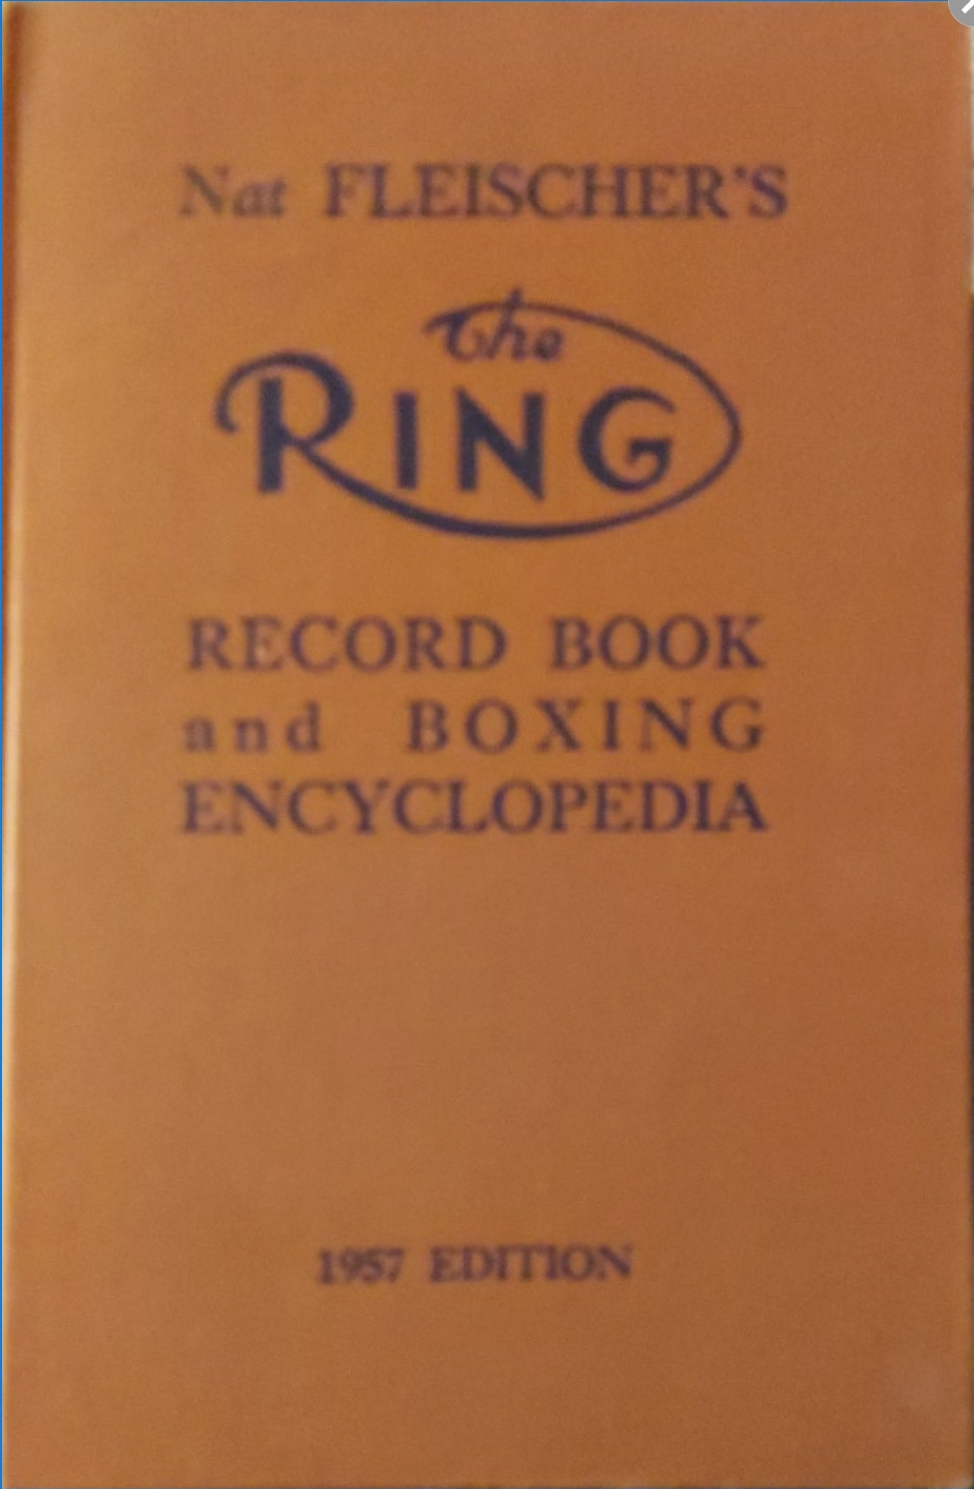 Nat FLEISCHER'S
The
RING
RECORD BOOK
and BOXING
ENCYCLOPEDIA
1957 EDITION